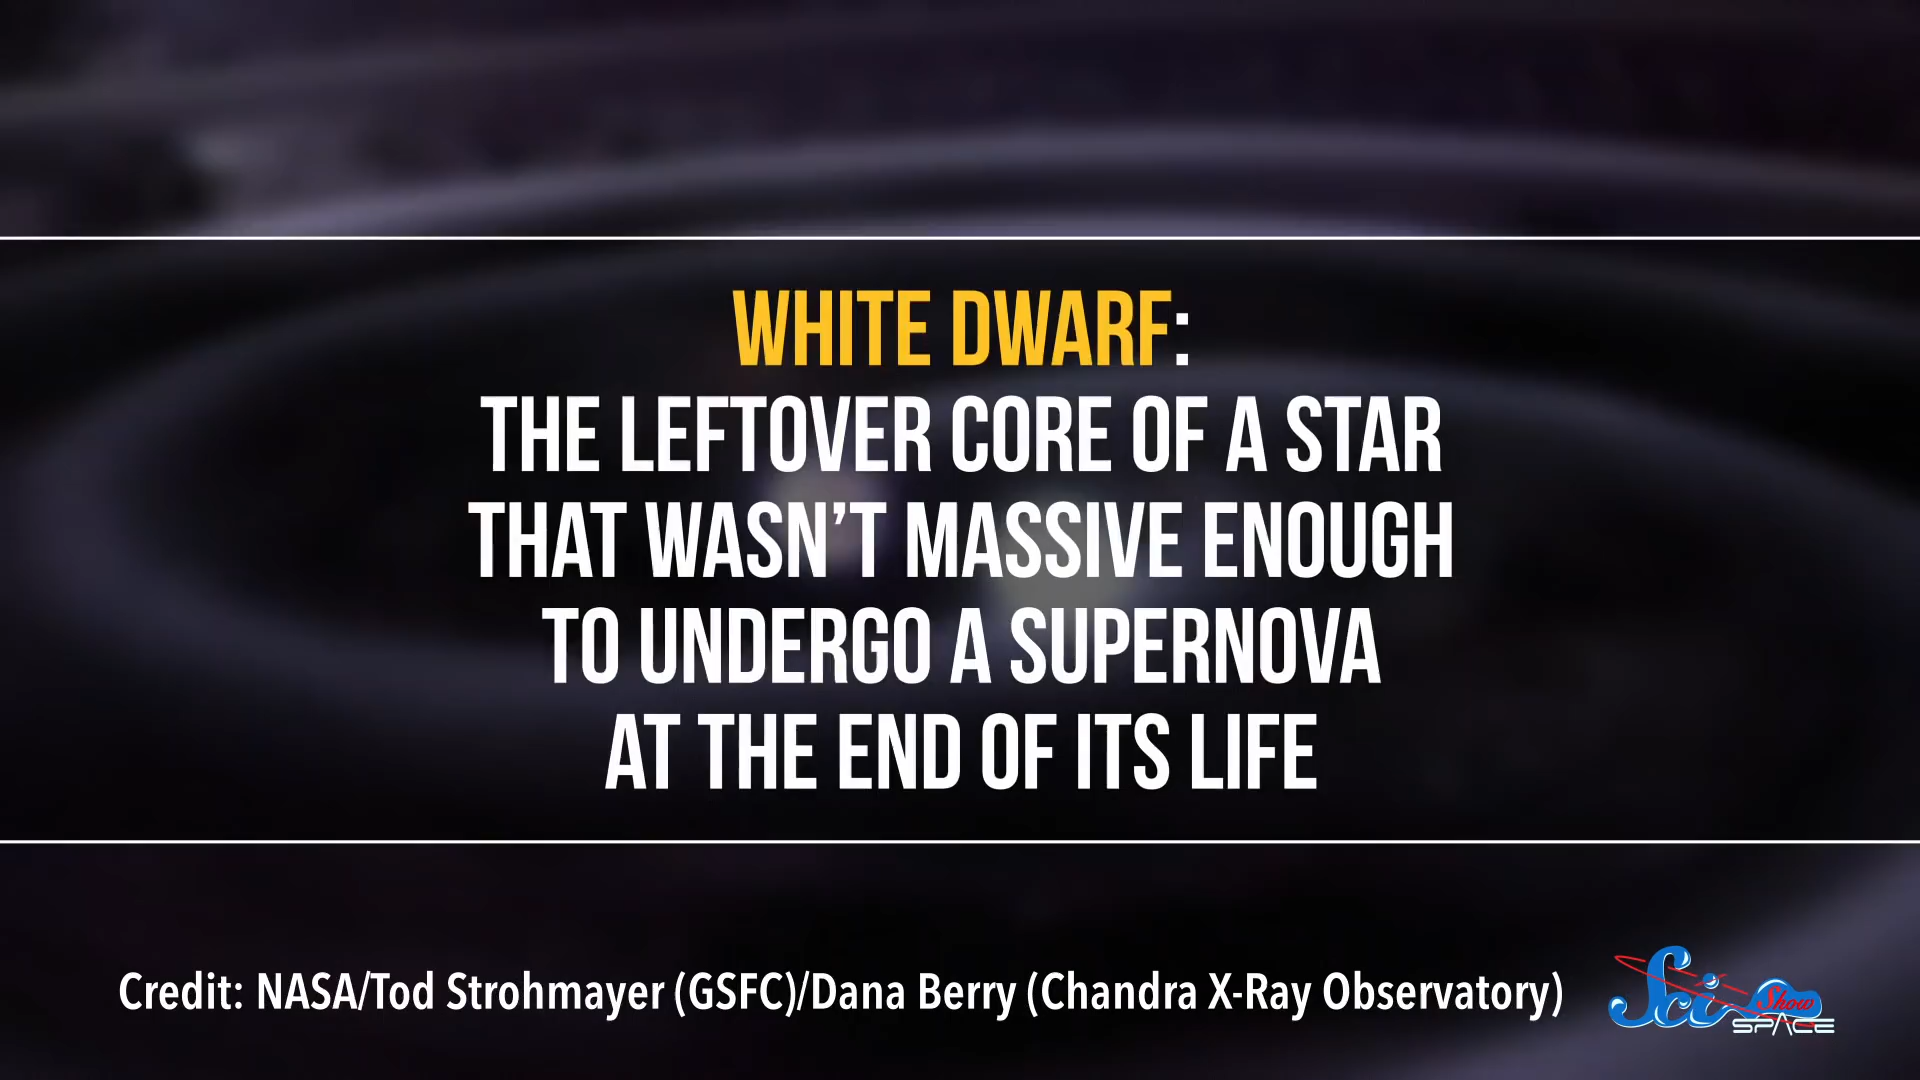 WHITE DWARF:
THE LEFTOVER CORE OF A STAR
THAT WASN’T MASSIVE ENOUGH
TO UNDERGO A SUPERNOVA
AT THE END OF ITS LIFE
Credit: NASA/Tod Strohmayer (GSFC)/Dana Berry (Chandra X-Ray Observatory)
Sci Show
SPACE